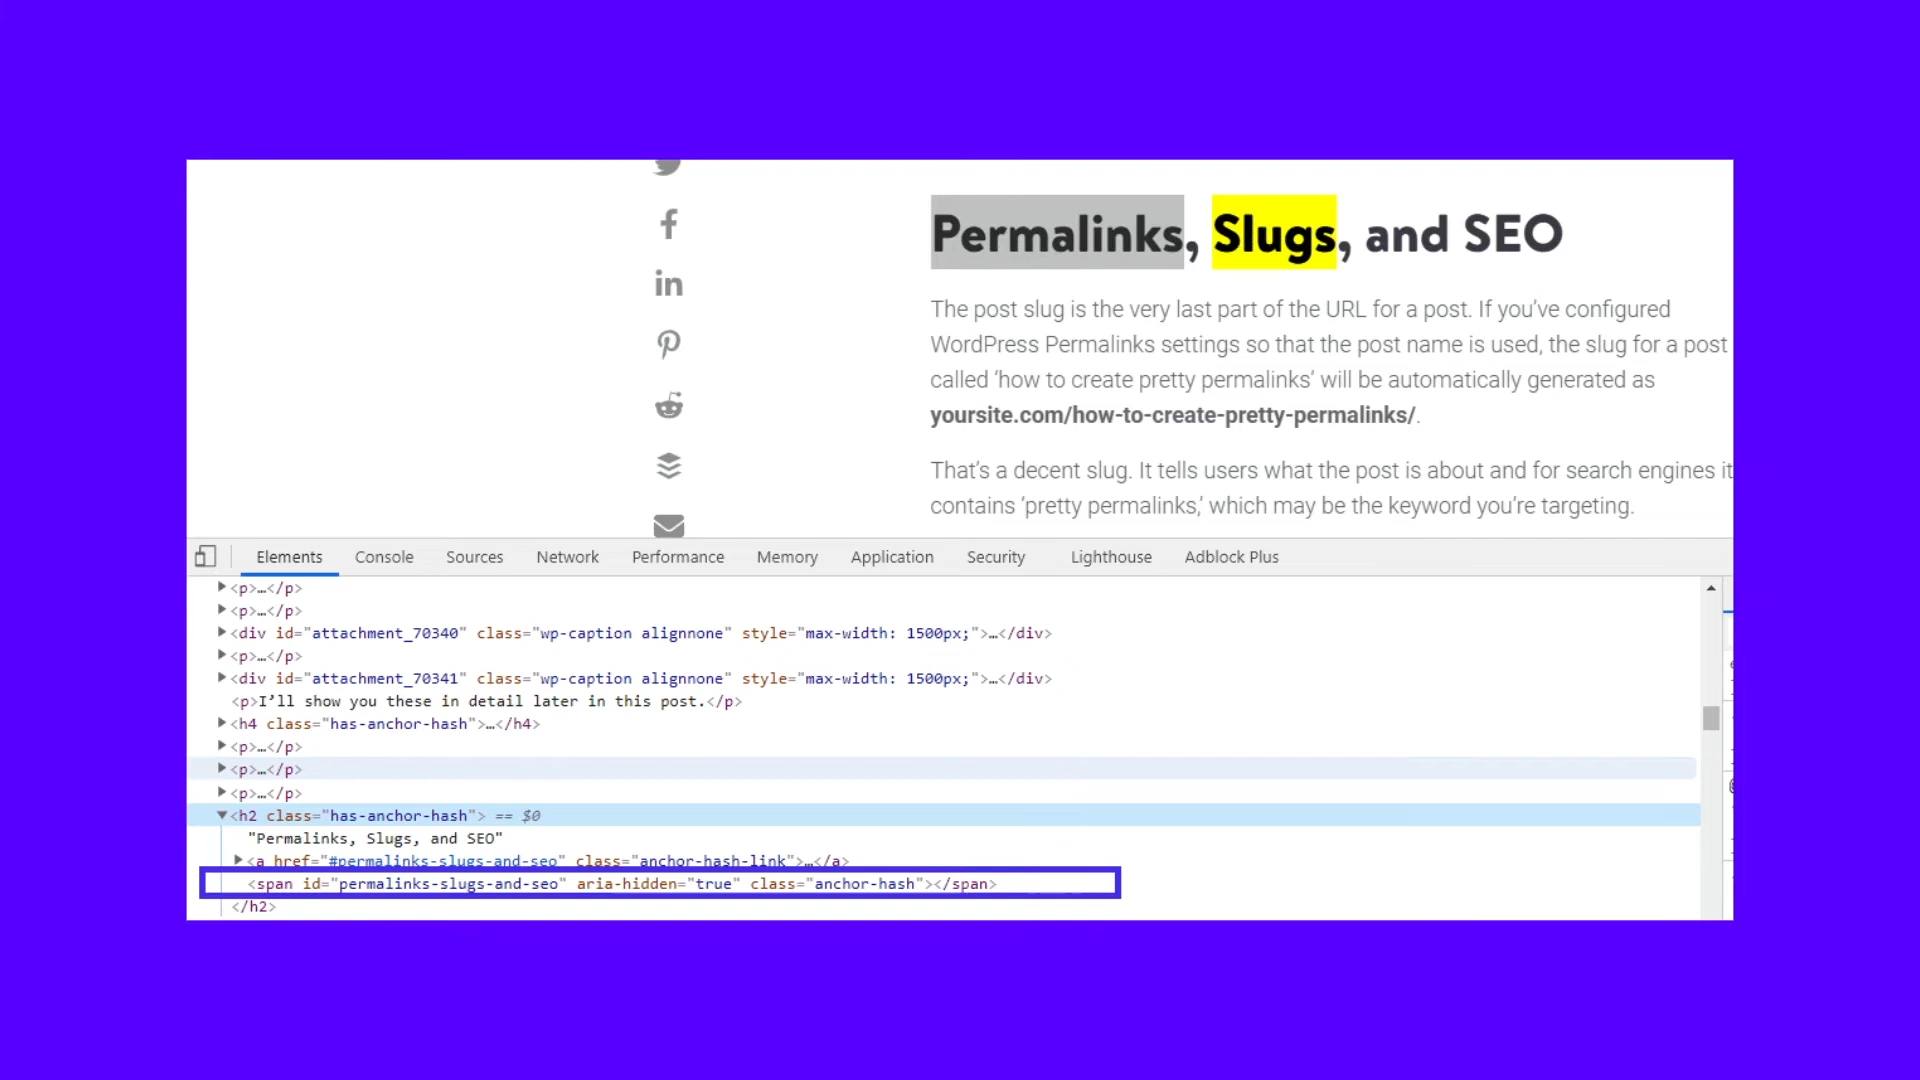 Permalinks, Slugs, and SEO
The post slug is the very last part of the URL for a post. If you’ve configured
WordPress Permalinks settings so that the post name is used, the slug for a post
called ‘how to create pretty permalinks’ will be automatically generated as
yoursite.com/how-to-create-pretty-permalinks/.
That’s a decent slug. It tells users what the post is about and for search engines it
contains ‘pretty permalinks,’ which may be the keyword you’re targeting.
Elements Console Sources Network Performance Memory Application Security Lighthouse Adblock Plus
<p>…</p>
<p>…</p>
<div id="attachment_70340" class="wp-caption alignnone" style="max-width: 1500px;">…</div>
<p>…</p>
<div id="attachment_70341" class="wp-caption alignnone" style="max-width: 1500px;">…</div>
<p>I’ll show you these in detail later in this post.</p>
<h4 class="has-anchor-hash">…</h4>
<p>…</p>
<p>…</p>
<p>…</p>
<h2 class="has-anchor-hash"> == $0
"Permalinks, Slugs, and SEO"
<a href="#permalinks-slugs-and-seo" class="anchor-hash-link">…</a>
<span id="permalinks-slugs-and-seo" aria-hidden="true" class="anchor-hash"></span>
</h2>